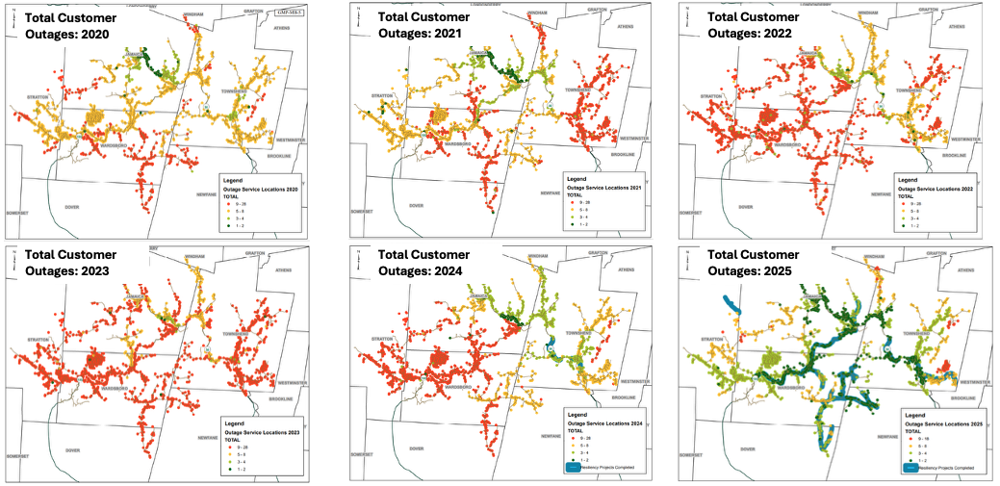 Total Customer
Outages: 2020
WINDHAM
GRAFTON
GMP-MB-5
ATHENS
JAMAICA
STRATTON
TOWNSHEND
WARDSBORO
WESTMINSTER
BROOKLINE
DOVER
NEWFANE
SOMERSET
Legend
Outage Service Locations 2020
TOTAL
9 - 28
5 - 8
3 - 4
1 - 2
Total Customer
Outages: 2021
WINDHAM
GRAFTON
ATHENS
JAMAICA
STRATTON
TOWNSHEND
WARDSBORO
WESTMINSTER
BROOKLINE
DOVER
NEWFANE
SOMERSET
Legend
Outage Service Locations 2021
TOTAL
9 - 28
5 - 8
3 - 4
1 - 2
Total Customer
Outages: 2022
WINDHAM
GRAFTON
ATHENS
JAMAICA
STRATTON
TOWNSHEND
WARDSBORO
WESTMINSTER
BROOKLINE
DOVER
NEWFANE
SOMERSET
Legend
Outage Service Locations 2022
TOTAL
9 - 28
5 - 8
3 - 4
1 - 2
Total Customer
Outages: 2023
WINDHAM
GRAFTON
ATHENS
JAMAICA
STRATTON
TOWNSHEND
WARDSBORO
WESTMINSTER
BROOKLINE
DOVER
NEWFANE
SOMERSET
Legend
Outage Service Locations 2023
TOTAL
9 - 28
5 - 8
3 - 4
1 - 2
Total Customer
Outages: 2024
WINDHAM
GRAFTON
ATHENS
JAMAICA
STRATTON
TOWNSHEND
WARDSBORO
WESTMINSTER
BROOKLINE
DOVER
NEWFANE
SOMERSET
Legend
Outage Service Locations 2024
TOTAL
9 - 28
5 - 8
3 - 4
1 - 2
Resiliency Projects Completed
Total Customer
Outages: 2025
WINDHAM
GRAFTON
ATHENS
STRATTON
TOWNSHEND
WARDSBORO
WESTMINSTER
BROOKLINE
DOVER
NEWFANE
SOMERSET
Legend
Outage Service Locations 2025
TOTAL
9 - 16
5 - 8
3 - 4
1 - 2
Resiliency Projects Completed